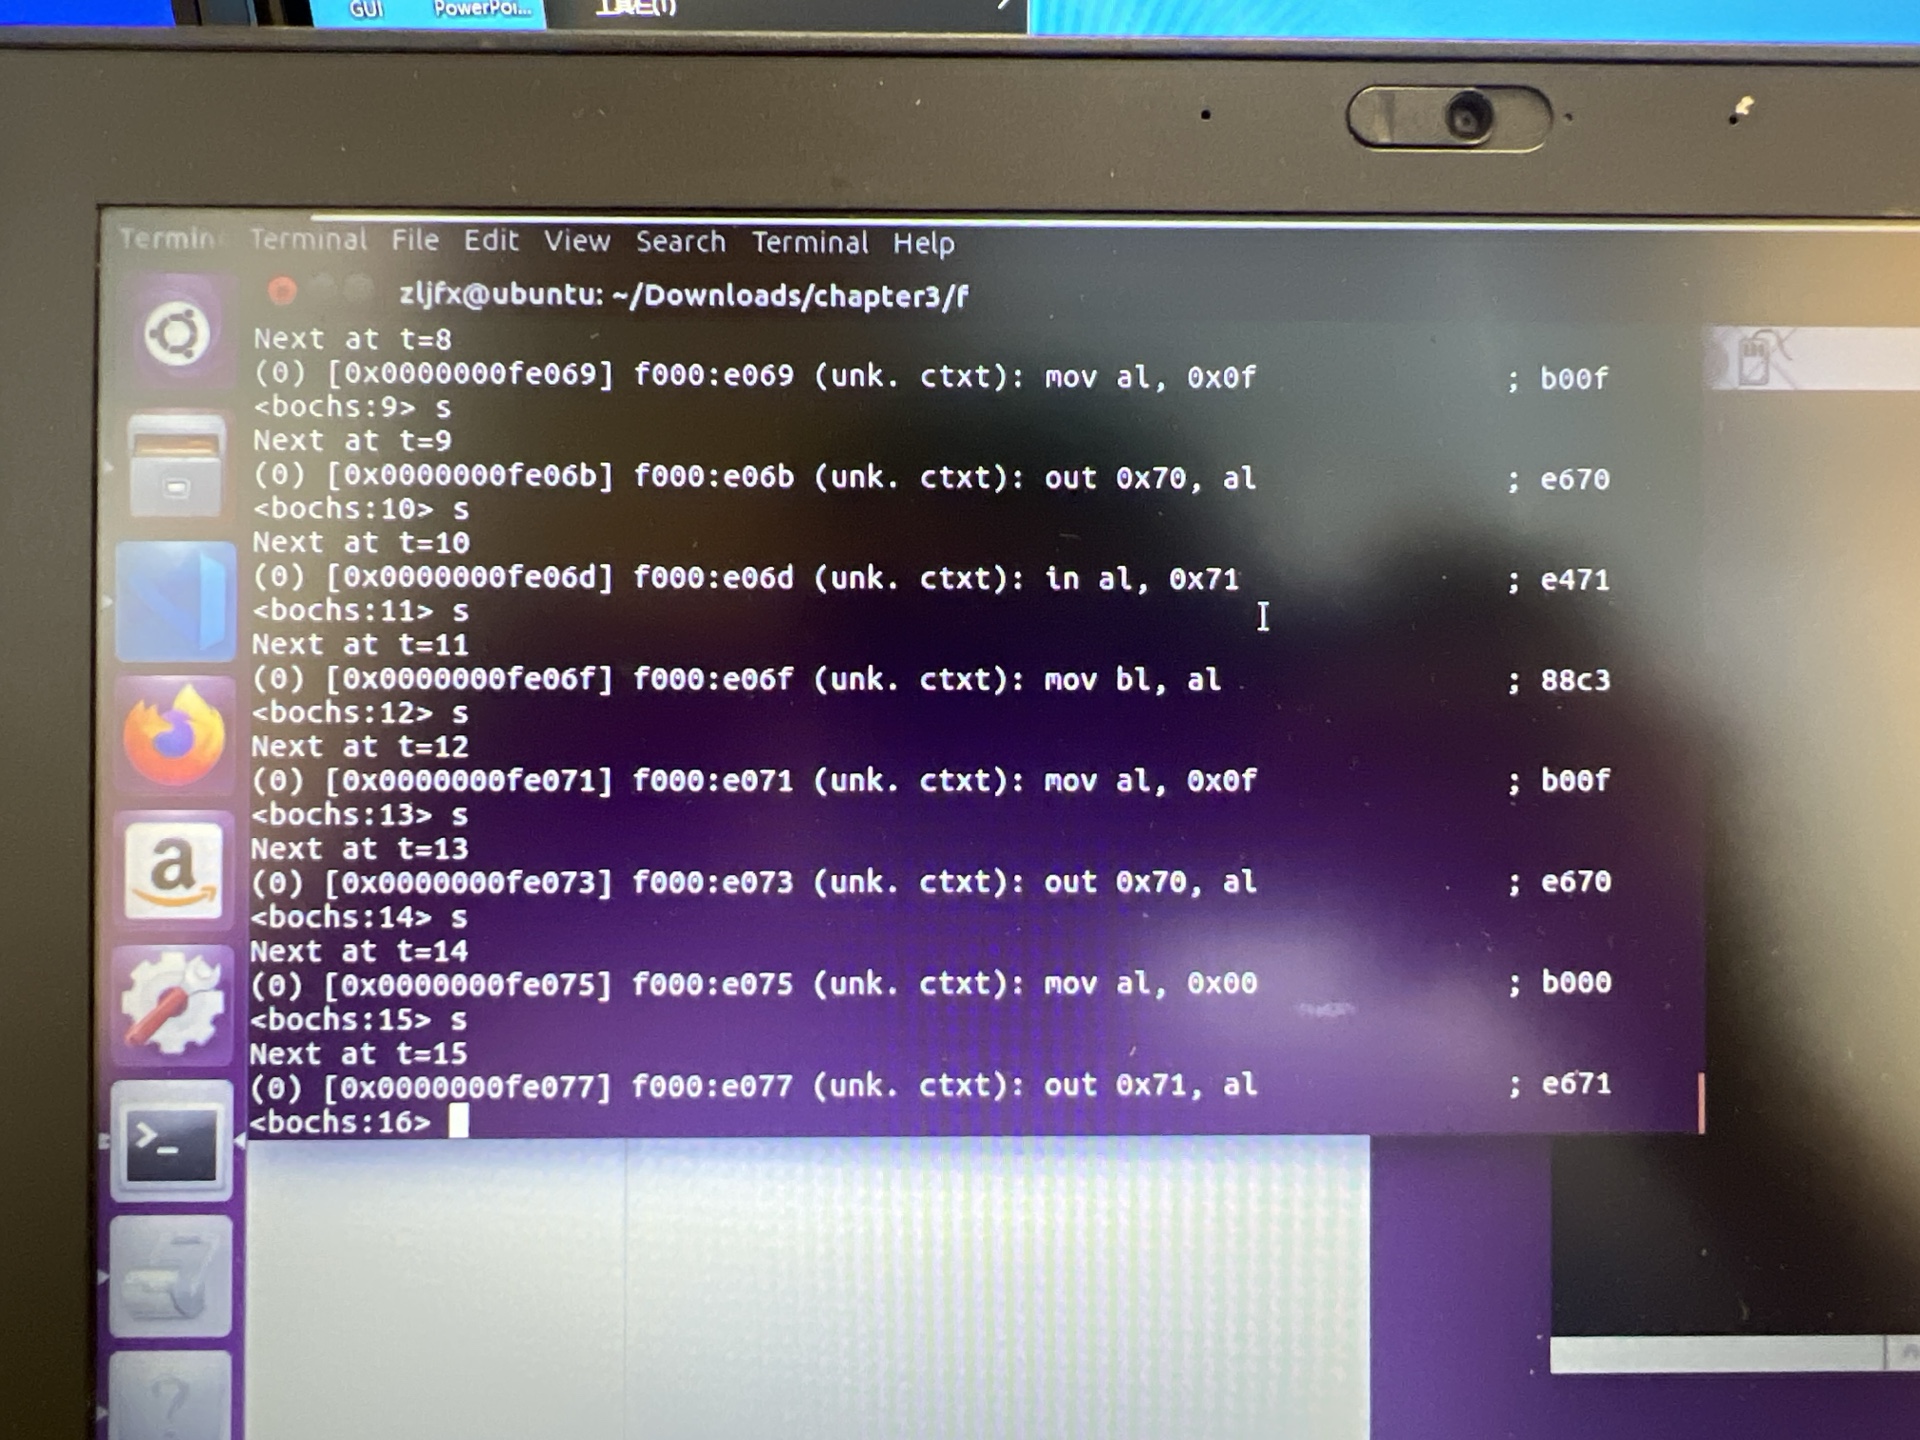 GUI PowerPoi... 工具(1)
Termin Terminal File Edit View Search Terminal Help
zljfx@ubuntu: ~/Downloads/chapter3/f
Next at t=8
(0) [0x0000000fe069] f000:e069 (unk. ctxt): mov al, 0x0f ; b00f
<bochs:9> s
Next at t=9
(0) [0x0000000fe06b] f000:e06b (unk. ctxt): out 0x70, al ; e670
<bochs:10> s
Next at t=10
(0) [0x0000000fe06d] f000:e06d (unk. ctxt): in al, 0x71 ; e471
<bochs:11> s
Next at t=11
(0) [0x0000000fe06f] f000:e06f (unk. ctxt): mov bl, al ; 88c3
<bochs:12> s
Next at t=12
(0) [0x0000000fe071] f000:e071 (unk. ctxt): mov al, 0x0f ; b00f
<bochs:13> s
Next at t=13
(0) [0x0000000fe073] f000:e073 (unk. ctxt): out 0x70, al ; e670
<bochs:14> s
Next at t=14
(0) [0x0000000fe075] f000:e075 (unk. ctxt): mov al, 0x00 ; b000
<bochs:15> s
Next at t=15
(0) [0x0000000fe077] f000:e077 (unk. ctxt): out 0x71, al ; e671
<bochs:16>